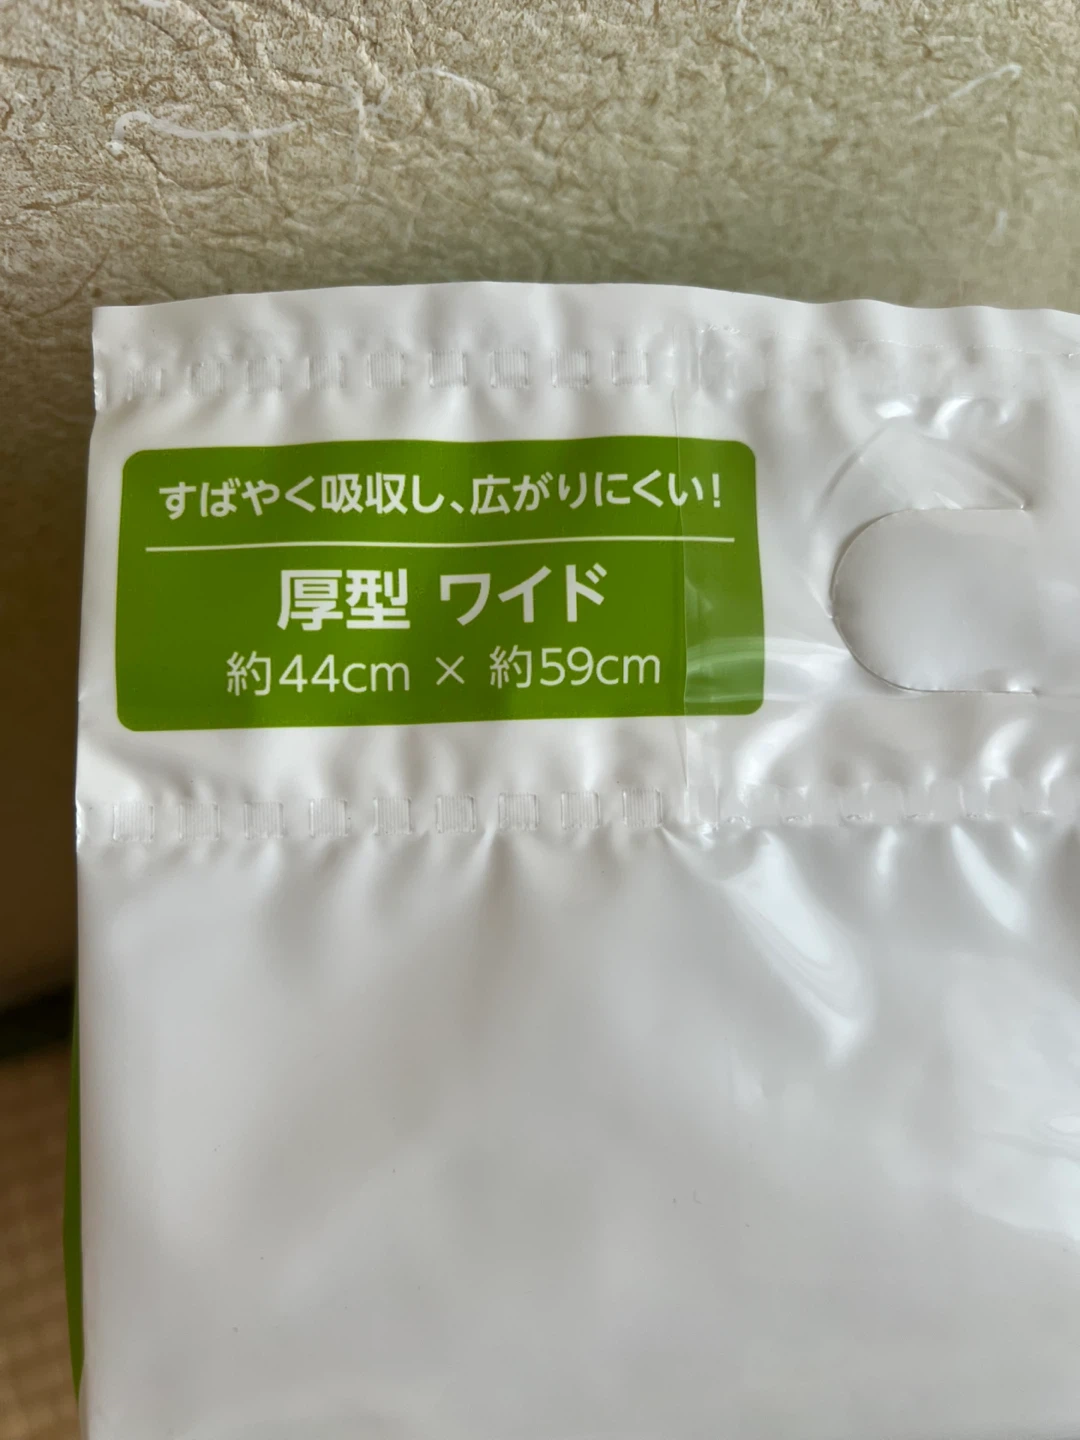 すばやく吸収し、広がりにくい!
厚型 ワイド
約44cm × 約59cm